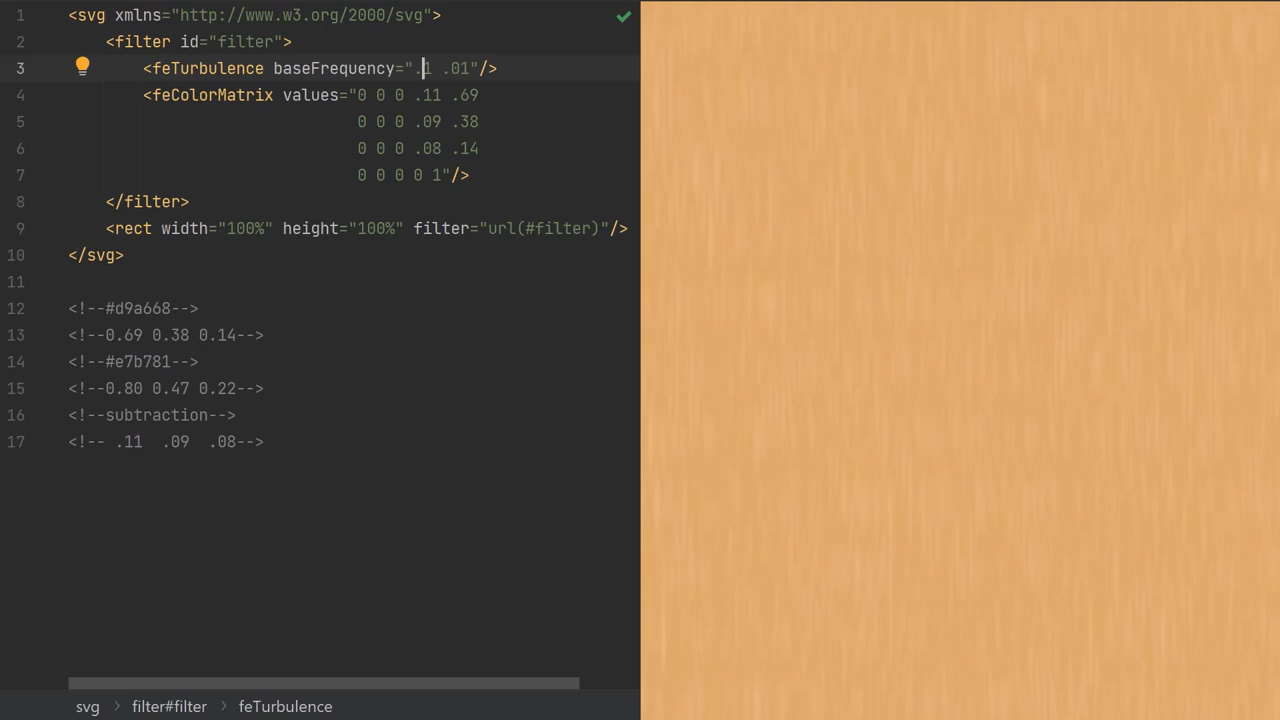 1 <svg xmlns="http://www.w3.org/2000/svg">
2 <filter id="filter">
3 <feTurbulence baseFrequency=".1 .01"/>
4 <feColorMatrix values="0 0 0 .11 .69
5 0 0 0 .09 .38
6 0 0 0 .08 .14
7 0 0 0 0 1"/>
8 </filter>
9 <rect width="100%" height="100%" filter="url(#filter)"/>
10 </svg>
11
12 <!--#d9a668-->
13 <!--0.69 0.38 0.14-->
14 <!--#e7b781-->
15 <!--0.80 0.47 0.22-->
16 <!--subtraction-->
17 <!-- .11  .09  .08-->
svg > filter#filter > feTurbulence